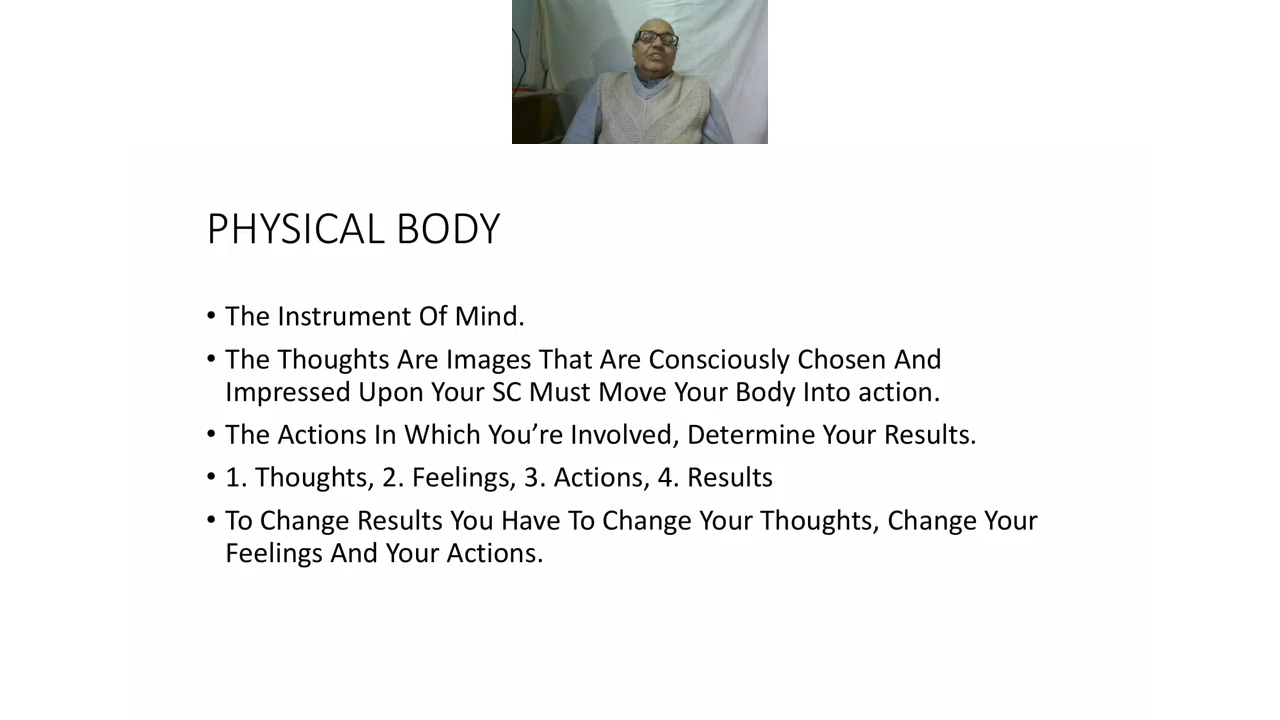 PHYSICAL BODY
• The Instrument Of Mind.
• The Thoughts Are Images That Are Consciously Chosen And
Impressed Upon Your SC Must Move Your Body Into action.
• The Actions In Which You’re Involved, Determine Your Results.
• 1. Thoughts, 2. Feelings, 3. Actions, 4. Results
• To Change Results You Have To Change Your Thoughts, Change Your
Feelings And Your Actions.